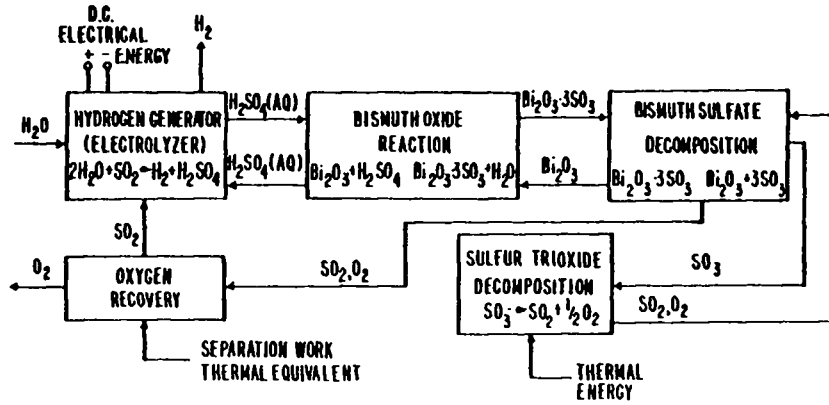 D.C.
ELECTRICAL
+ - ENERGY
H₂
H₂O
HYDROGEN GENERATOR
(ELECTROLYZER)
2H₂O+SO₂→H₂+H₂SO₄
H₂SO₄(AQ)
H₂SO₄(AQ)
BISMUTH OXIDE
REACTION
Bi₂O₃+H₂SO₄ Bi₂O₃·3SO₃+H₂O
Bi₂O₃·3SO₃
Bi₂O₃
BISMUTH SULFATE
DECOMPOSITION
Bi₂O₃·3SO₃ Bi₂O₃+3SO₃
SO₂
O₂
OXYGEN
RECOVERY
SO₂,O₂
SULFUR TRIOXIDE
DECOMPOSITION
SO₃→SO₂+½O₂
SO₃
SO₂,O₂
SEPARATION WORK
THERMAL EQUIVALENT
THERMAL
ENERGY